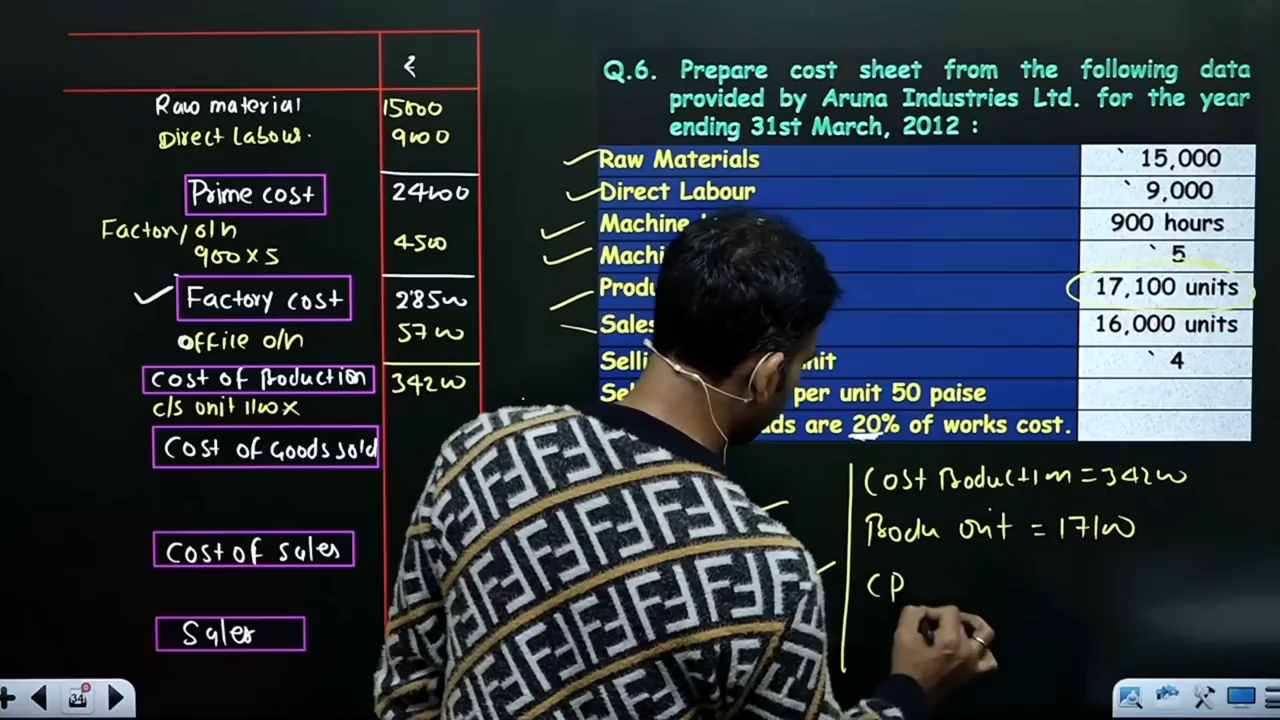 ₹
Raw material 15000
Direct Labour. 9000
Prime cost 24000
Factory o/h
900 x 5 4500
Factory cost 28500
office o/h 5700
Cost of Production 34200
c/s unit 1100 x
Cost of Goods sold
Cost of sales
Sales
Q.6. Prepare cost sheet from the following data
provided by Aruna Industries Ltd. for the year
ending 31st March, 2012 :
Raw Materials ` 15,000
Direct Labour ` 9,000
Machine 900 hours
` 5
17,100 units
Sales 16,000 units
` 4
per unit 50 paise
are 20% of works cost.
Cost Production = 34200
Produ unit = 17100
CP
34